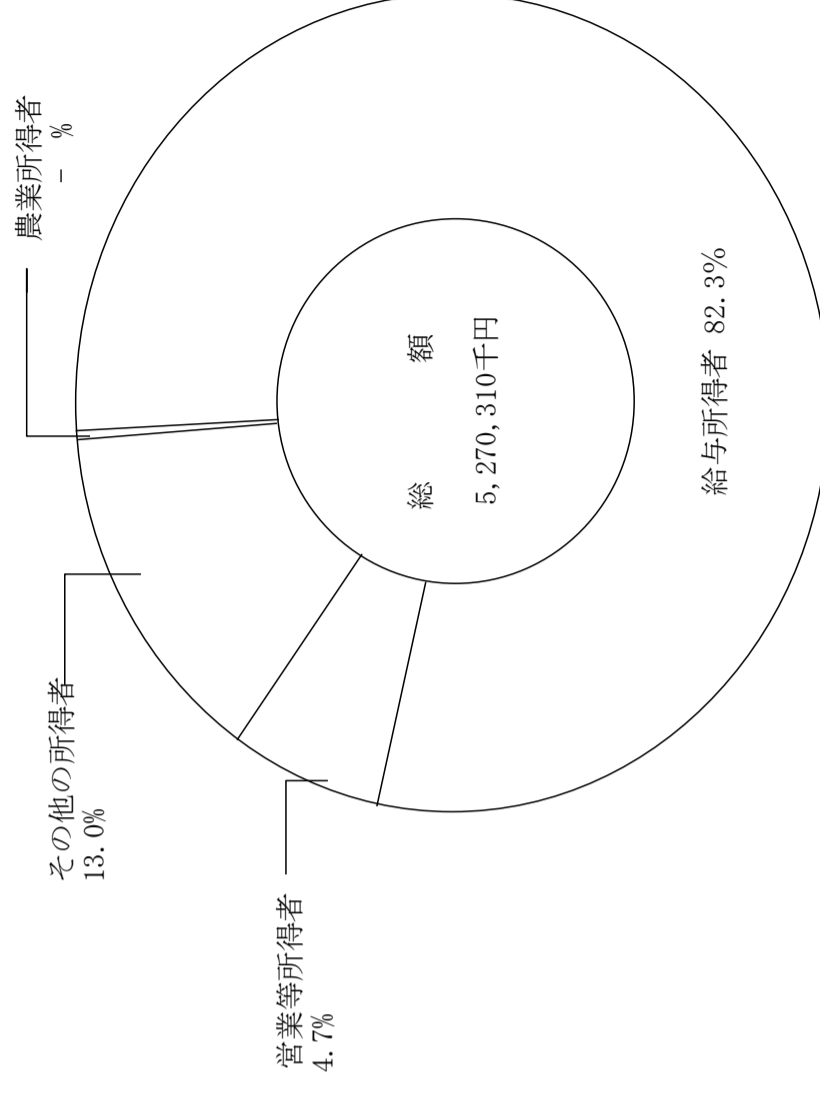 農業所得者
－ %
その他の所得者
13.0%
営業等所得者
4.7%
総 額
5,270,310千円
給与所得者 82.3%